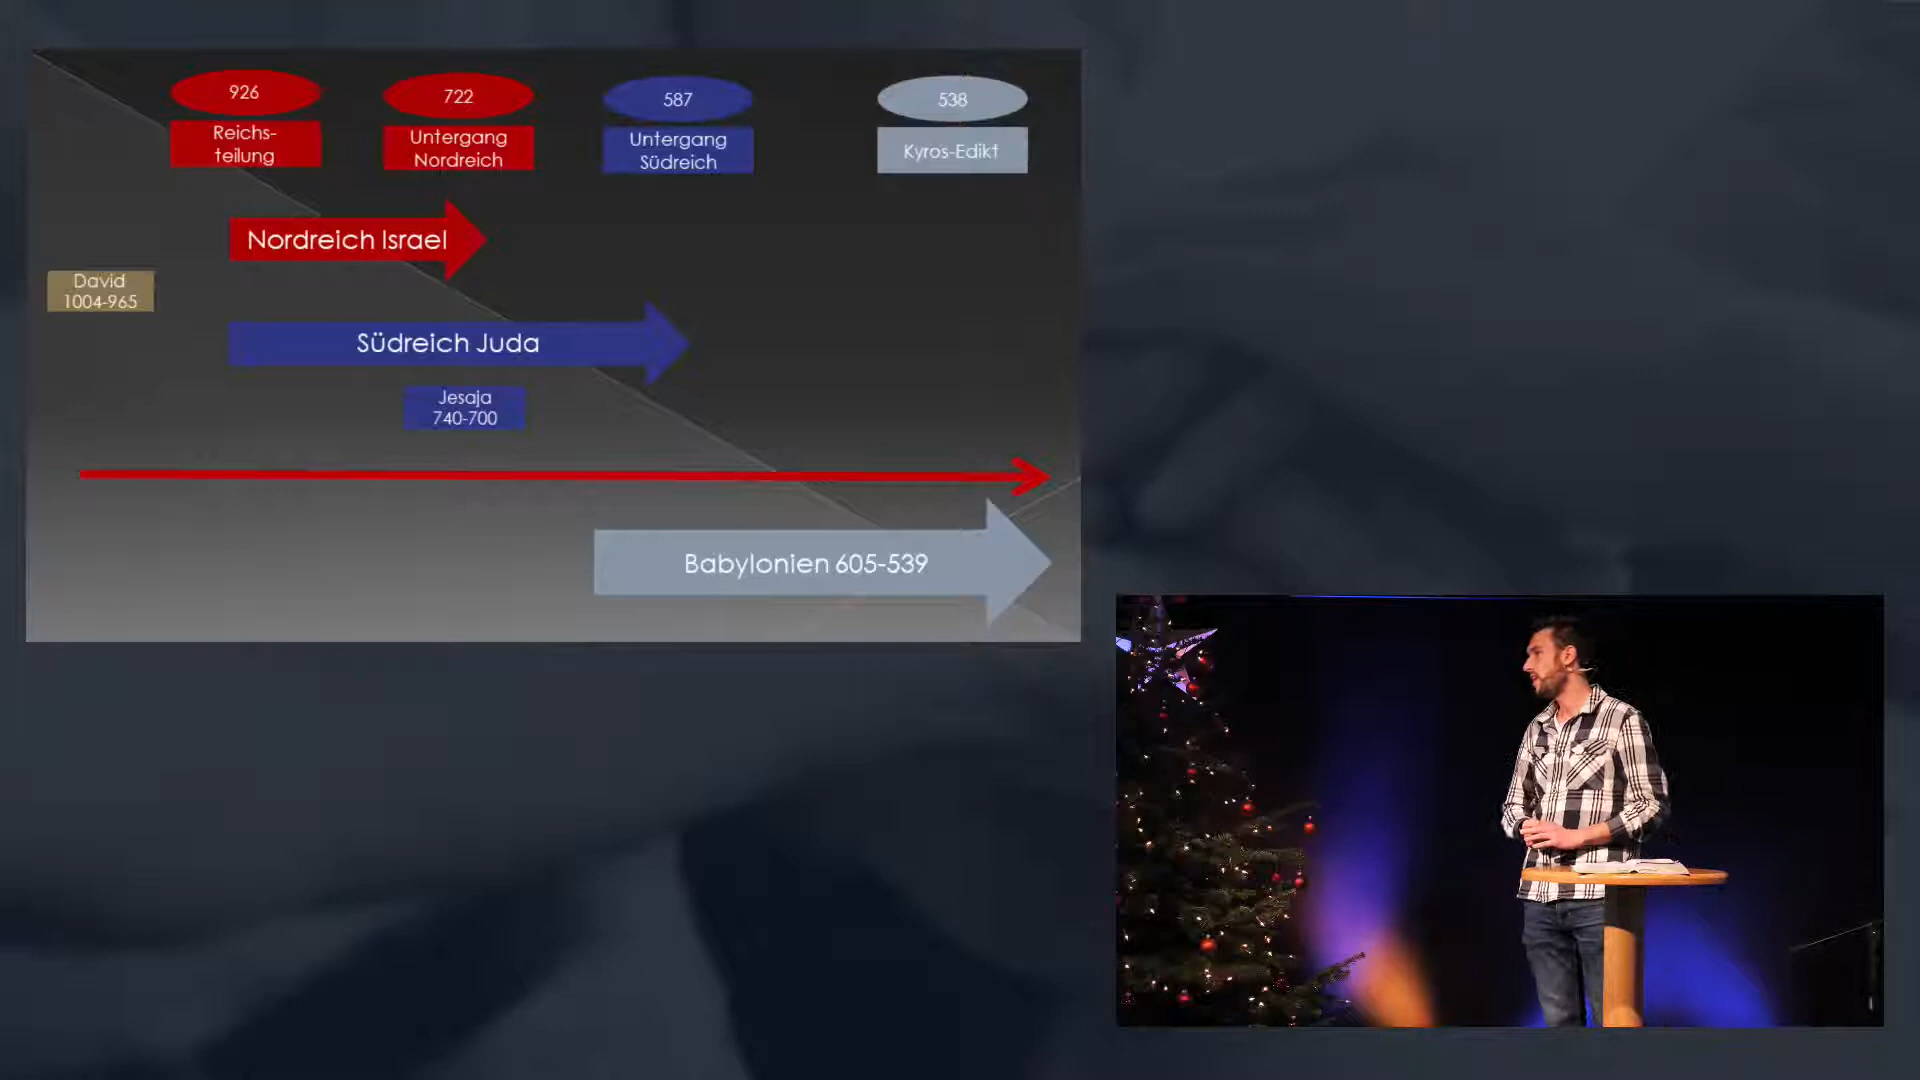 926
Reichs-
teilung
722
Untergang
Nordreich
587
Untergang
Südreich
538
Kyros-Edikt
Nordreich Israel
David
1004-965
Südreich Juda
Jesaja
740-700
Babylonien 605-539